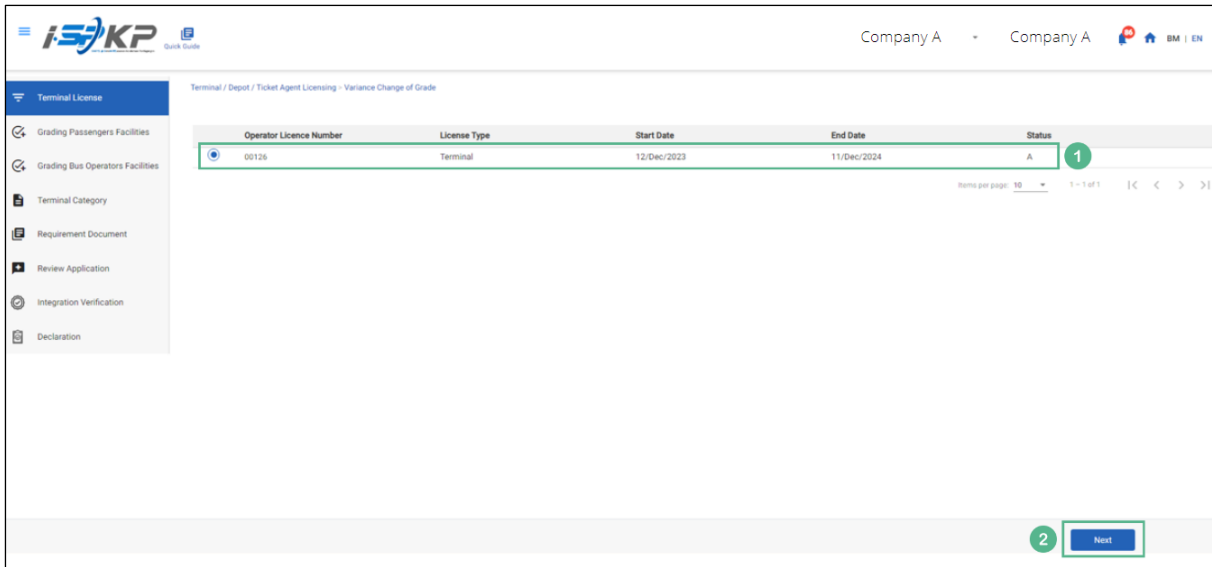 iSPKP
Quick Guide
Company A
Company A
86
BM | EN
Terminal License
Grading Passengers Facilities
Grading Bus Operators Facilities
Terminal Category
Requirement Document
Review Application
Integration Verification
Declaration
Terminal / Depot / Ticket Agent Licensing - Variance Change of Grade
Operator Licence Number License Type Start Date End Date Status
00126 Terminal 12/Dec/2023 11/Dec/2024 A
1
Items per page: 10 1 – 1 of 1
2
Next